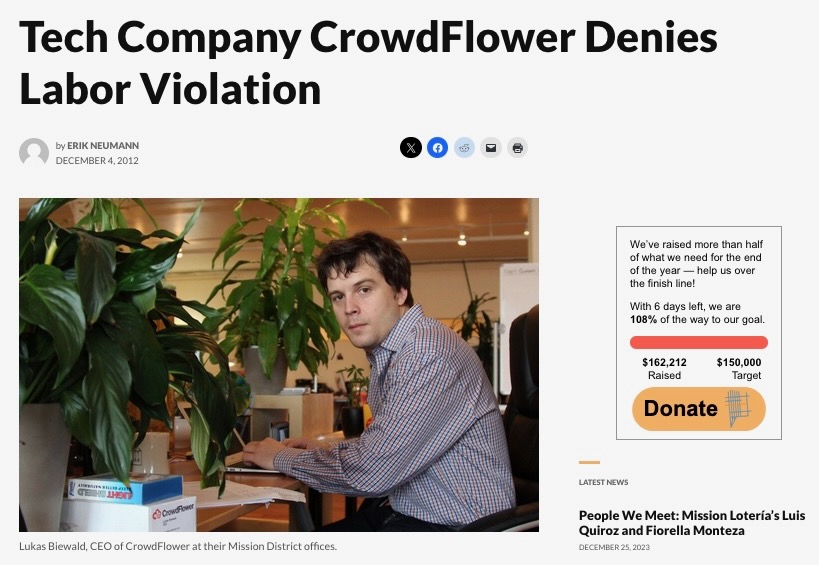 Tech Company CrowdFlower Denies
Labor Violation
by ERIK NEUMANN
DECEMBER 4, 2012
We've raised more than half
of what we need for the end
of the year — help us over
the finish line!
With 6 days left, we are
108% of the way to our goal.
$162,212 $150,000
Raised Target
Donate
CrowdFlower
Lukas Biewald, CEO of CrowdFlower at their Mission District offices.
LATEST NEWS
People We Meet: Mission Lotería's Luis
Quiroz and Fiorella Monteza
DECEMBER 25, 2023